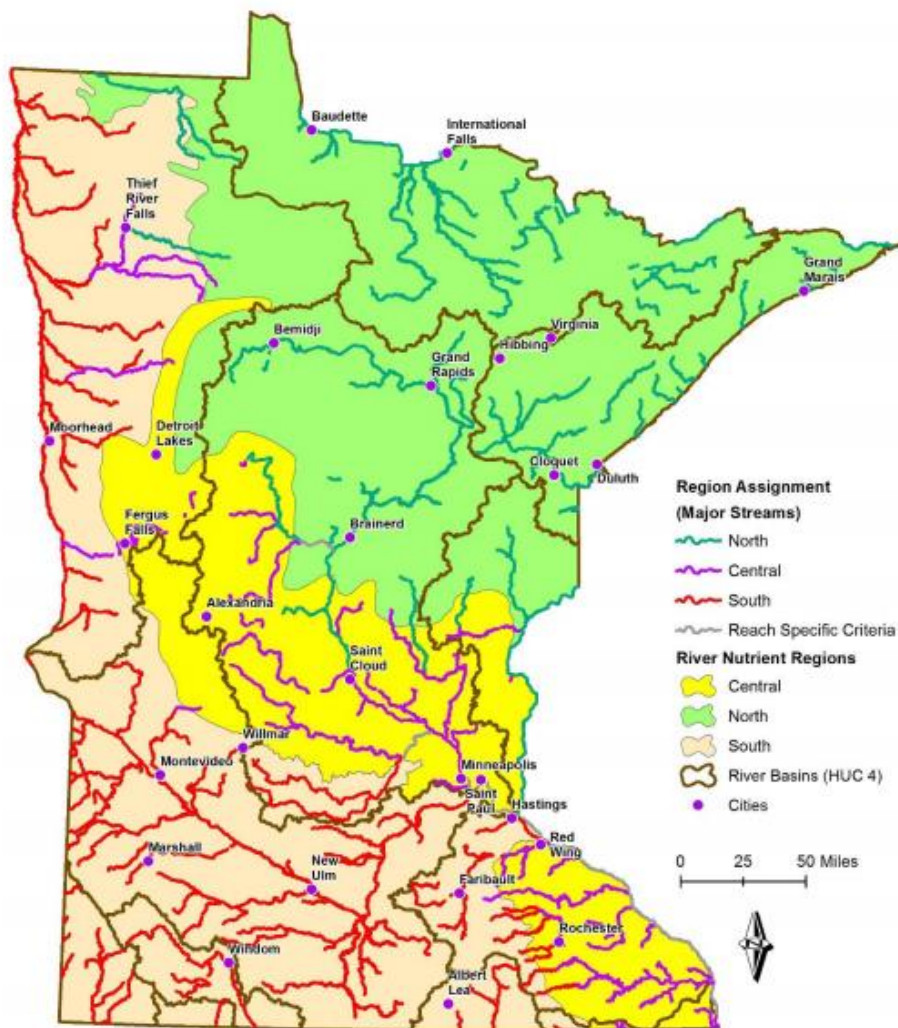 Baudette
International
Falls
Thief
River
Falls
Grand
Marais
Bemidji
Virginia
Hibbing
Grand
Rapids
Moorhead
Detroit
Lakes
Cloquet
Duluth
Fergus
Falls
Brainerd
Alexandria
Saint
Cloud
Willmar
Montevideo
Minneapolis
Saint
Paul
Hastings
Red
Wing
Marshall
New
Ulm
Faribault
Rochester
Windom
Albert
Lea
Region Assignment
(Major Streams)
North
Central
South
Reach Specific Criteria
River Nutrient Regions
Central
North
South
River Basins (HUC 4)
Cities
0 25 50 Miles